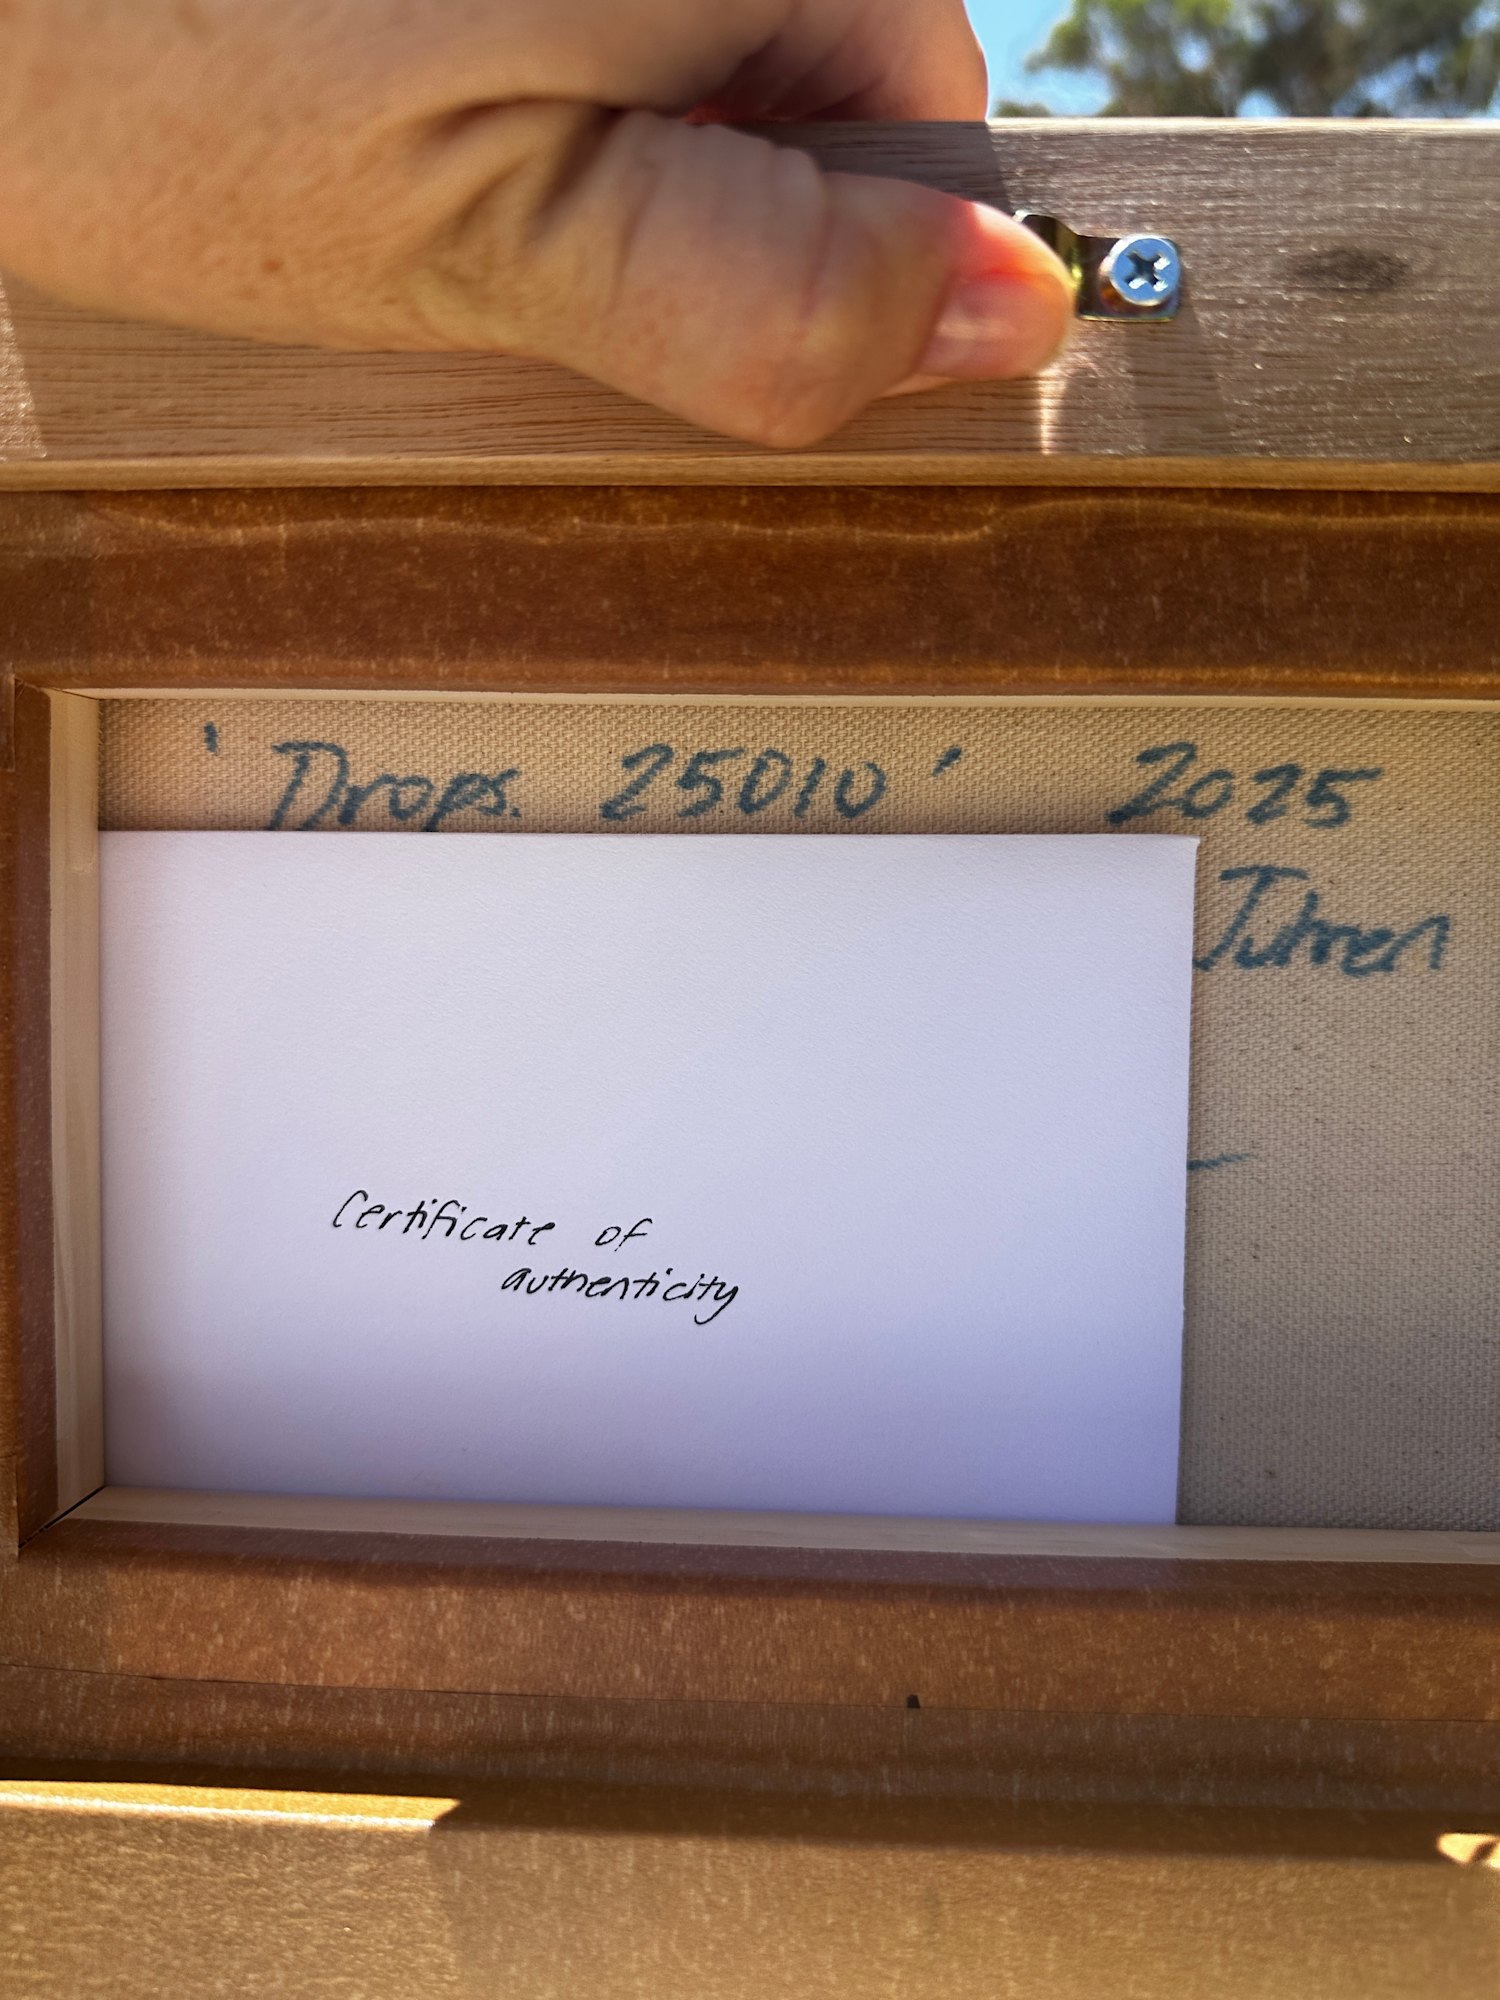 'Drops. 25010' 2025
Certificate of
authenticity